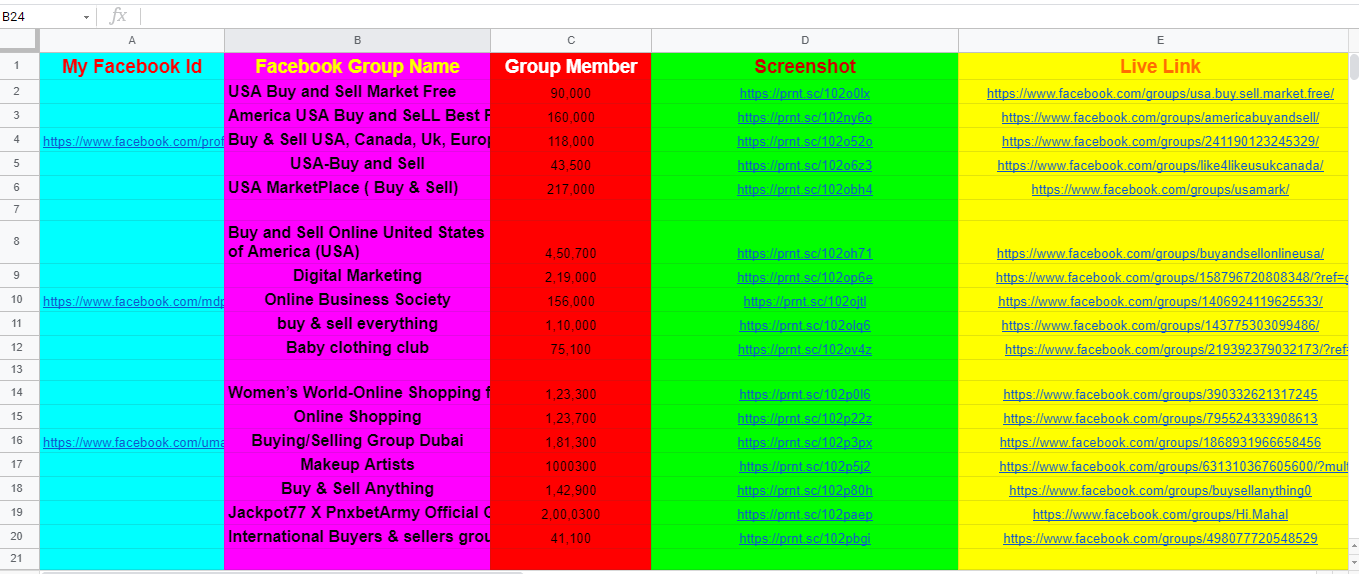 B24 fx
A B C D E
1 My Facebook Id Facebook Group Name Group Member Screenshot Live Link
2 USA Buy and Sell Market Free 90,000 https://prnt.sc/102o0lx https://www.facebook.com/groups/usa.buy.sell.market.free/
3 America USA Buy and SeLL Best F 160,000 https://prnt.sc/102ny6o https://www.facebook.com/groups/americabuyandsell/
4 https://www.facebook.com/prof Buy & Sell USA, Canada, Uk, Europ 118,000 https://prnt.sc/102o52o https://www.facebook.com/groups/241190123245329/
5 USA-Buy and Sell 43,500 https://prnt.sc/102o6z3 https://www.facebook.com/groups/like4likeusukcanada/
6 USA MarketPlace ( Buy & Sell) 217,000 https://prnt.sc/102obh4 https://www.facebook.com/groups/usamark/
7
Buy and Sell Online United States
8 of America (USA) 4,50,700 https://prnt.sc/102oh71 https://www.facebook.com/groups/buyandsellonlineusa/
9 Digital Marketing 2,19,000 https://prnt.sc/102op6e https://www.facebook.com/groups/158796720808348/?ref=g
10 https://www.facebook.com/mdp Online Business Society 156,000 https://prnt.sc/102ojtl https://www.facebook.com/groups/1406924119625533/
11 buy & sell everything 1,10,000 https://prnt.sc/102olq6 https://www.facebook.com/groups/143775303099486/
12 Baby clothing club 75,100 https://prnt.sc/102ov4z https://www.facebook.com/groups/219392379032173/?ref=
13
14 Women’s World-Online Shopping f 1,23,300 https://prnt.sc/102p0l6 https://www.facebook.com/groups/390332621317245
15 Online Shopping 1,23,700 https://prnt.sc/102p22z https://www.facebook.com/groups/795524333908613
16 https://www.facebook.com/uma Buying/Selling Group Dubai 1,81,300 https://prnt.sc/102p3px https://www.facebook.com/groups/1868931966658456
17 Makeup Artists 1000300 https://prnt.sc/102p5j2 https://www.facebook.com/groups/631310367605600/?mult
18 Buy & Sell Anything 1,42,900 https://prnt.sc/102p80h https://www.facebook.com/groups/buysellanything0
19 Jackpot77 X PnxbetArmy Official 2,00,0300 https://prnt.sc/102paep https://www.facebook.com/groups/Hi.Mahal
20 International Buyers & sellers grou 41,100 https://prnt.sc/102pbgi https://www.facebook.com/groups/498077720548529
21